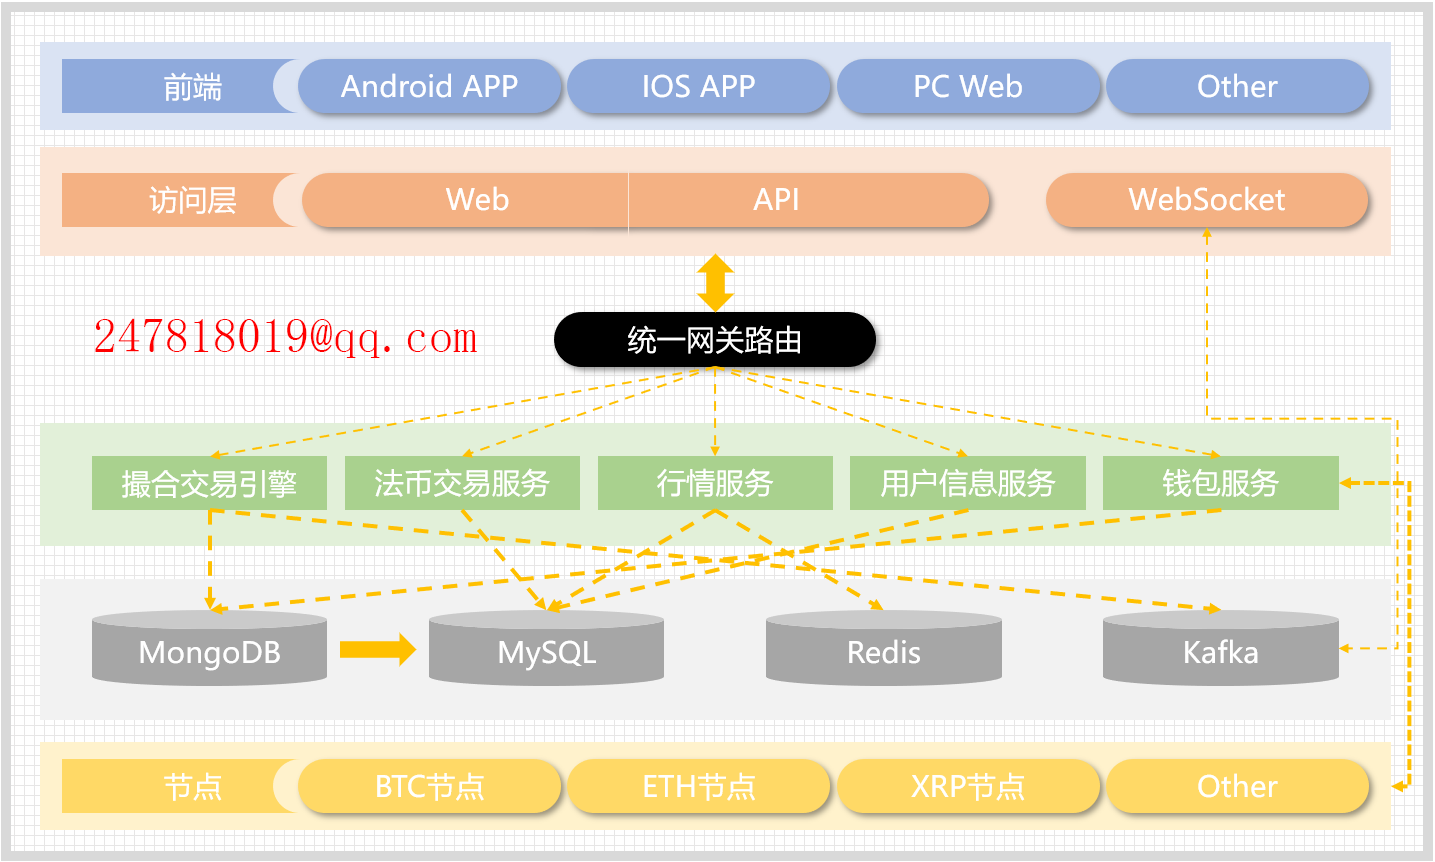 前端 Android APP IOS APP PC Web Other
访问层 Web API WebSocket
247818019@qq.com
统一网关路由
撮合交易引擎 法币交易服务 行情服务 用户信息服务 钱包服务
MongoDB MySQL Redis Kafka
节点 BTC节点 ETH节点 XRP节点 Other